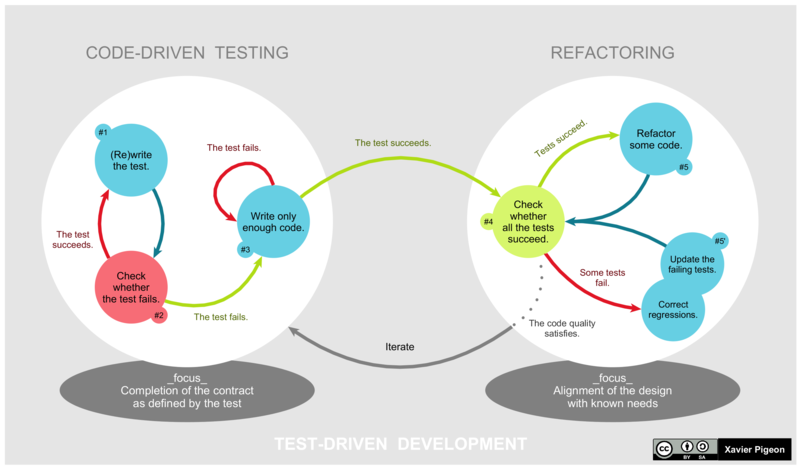 CODE-DRIVEN TESTING
REFACTORING
#1
(Re)write
the test.
The test fails.
The test
succeeds.
Check
whether
the test fails.
#2
The test fails.
Write only
enough code.
#3
The test succeeds.
Tests succeed.
Refactor
some code.
#5
#4
Check
whether
all the tests
succeed.
#5'
Update the
failing tests.
Some tests
fail.
Correct
regressions.
The code quality
satisfies.
Iterate
_focus_
Completion of the contract
as defined by the test
_focus_
Alignment of the design
with known needs
TEST-DRIVEN DEVELOPMENT
cc
BY SA
Xavier Pigeon